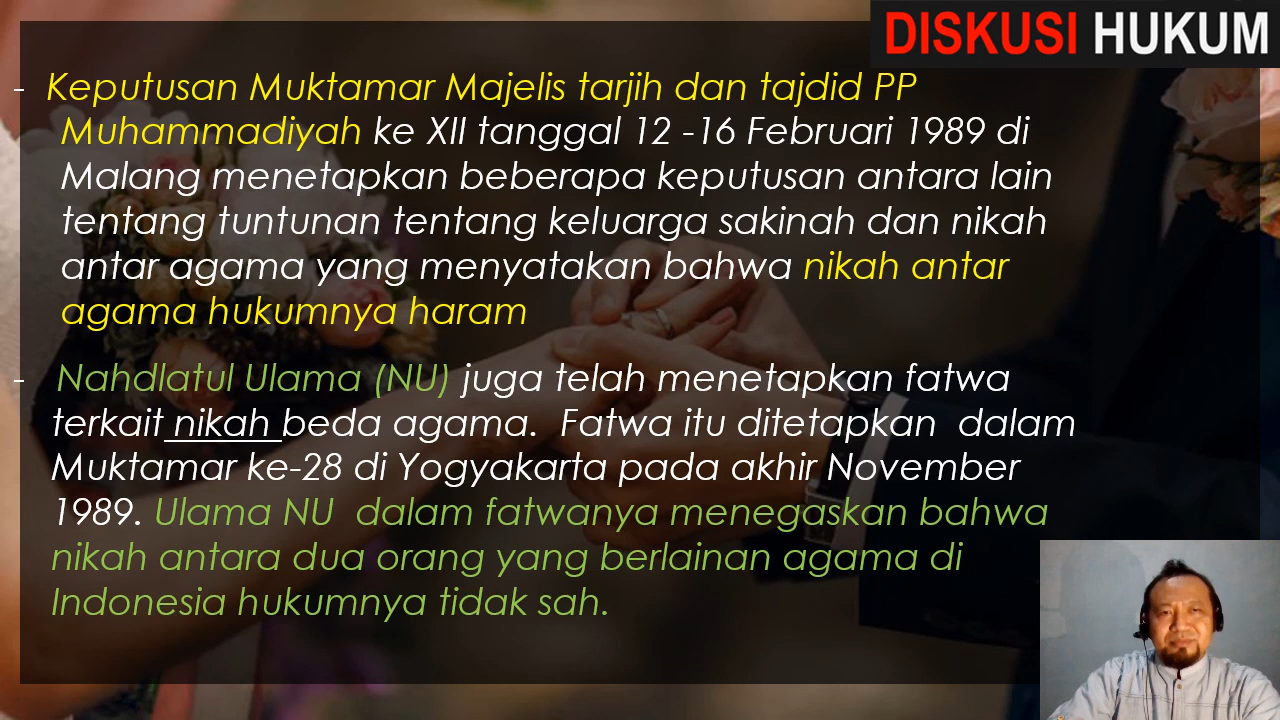 DISKUSI HUKUM
- Keputusan Muktamar Majelis tarjih dan tajdid PP
Muhammadiyah ke XII tanggal 12 -16 Februari 1989 di
Malang menetapkan beberapa keputusan antara lain
tentang tuntunan tentang keluarga sakinah dan nikah
antar agama yang menyatakan bahwa nikah antar
agama hukumnya haram
- Nahdlatul Ulama (NU) juga telah menetapkan fatwa
terkait nikah beda agama. Fatwa itu ditetapkan dalam
Muktamar ke-28 di Yogyakarta pada akhir November
1989. Ulama NU dalam fatwanya menegaskan bahwa
nikah antara dua orang yang berlainan agama di
Indonesia hukumnya tidak sah.